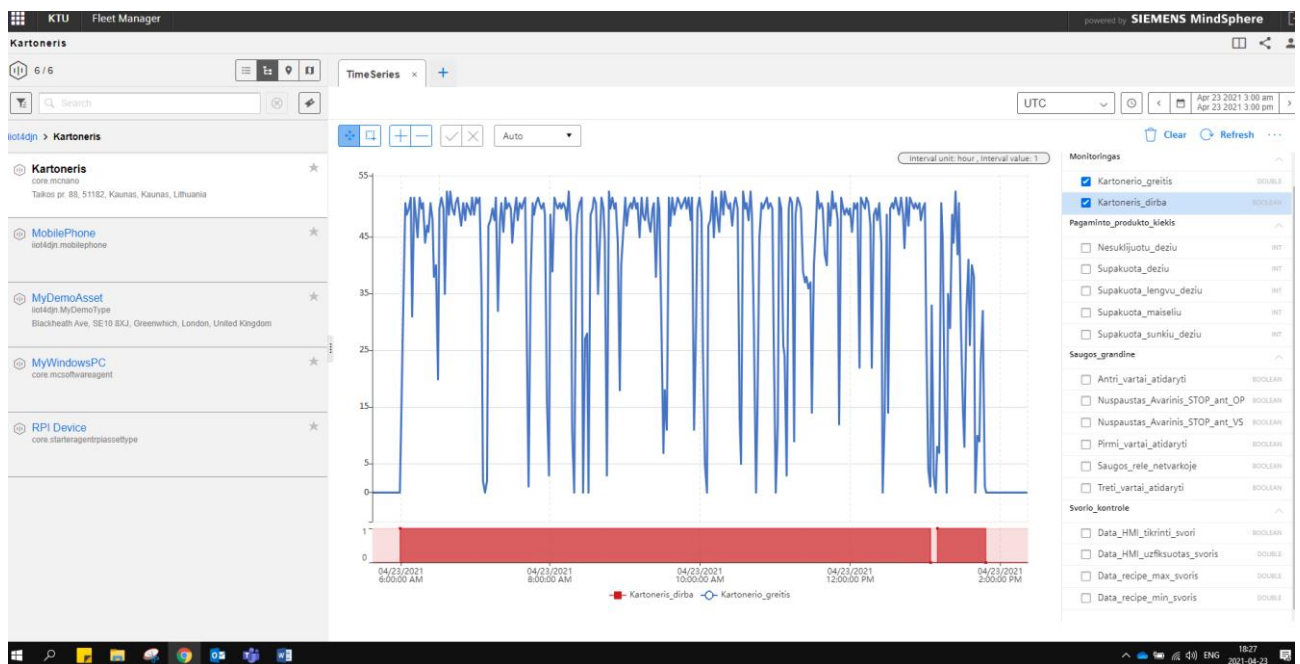 KTU Fleet Manager powered by SIEMENS MindSphere
Kartoneris
6/6
Search
iiot4djn > Kartoneris
Kartoneris
core.mcnano
Taikos pr. 88, 51182, Kaunas, Kaunas, Lithuania
MobilePhone
iiot4djn.mobilephone
MyDemoAsset
iiot4djn.MyDemoType
Blackheath Ave, SE10 8XJ, Greenwhich, London, United Kingdom
MyWindowsPC
core.mcsoftwareagent
RPI Device
core.starteragentrpiassettype
TimeSeries × +
UTC
Apr 23 2021 3:00 am
Apr 23 2021 3:00 pm
Auto
Clear Refresh
Interval unit: hour , Interval value: 1
55
45
35
25
15
5
0
1
0
04/23/2021
6:00:00 AM
04/23/2021
8:00:00 AM
04/23/2021
10:00:00 AM
04/23/2021
12:00:00 PM
04/23/2021
2:00:00 PM
Kartoneris_dirba Kartonerio_greitis
Monitoringas
Kartonerio_greitis DOUBLE
Kartoneris_dirba BOOLEAN
Pagaminto_produkto_kiekis
Nesuklijuotu_deziu INT
Supakuota_deziu INT
Supakuota_lengvu_deziu INT
Supakuota_maiseliu INT
Supakuota_sunkiu_deziu INT
Saugos_grandine
Antri_vartai_atidaryti BOOLEAN
Nuspaustas_Avarinis_STOP_ant_OP BOOLEAN
Nuspaustas_Avarinis_STOP_ant_VS BOOLEAN
Pirmi_vartai_atidaryti BOOLEAN
Saugos_rele_netvarkoje BOOLEAN
Treti_vartai_atidaryti BOOLEAN
Svorio_kontrole
Data_HMI_tikrinti_svori BOOLEAN
Data_HMI_uzfiksuotas_svoris DOUBLE
Data_recipe_max_svoris DOUBLE
Data_recipe_min_svoris DOUBLE
ENG
18:27
2021-04-23